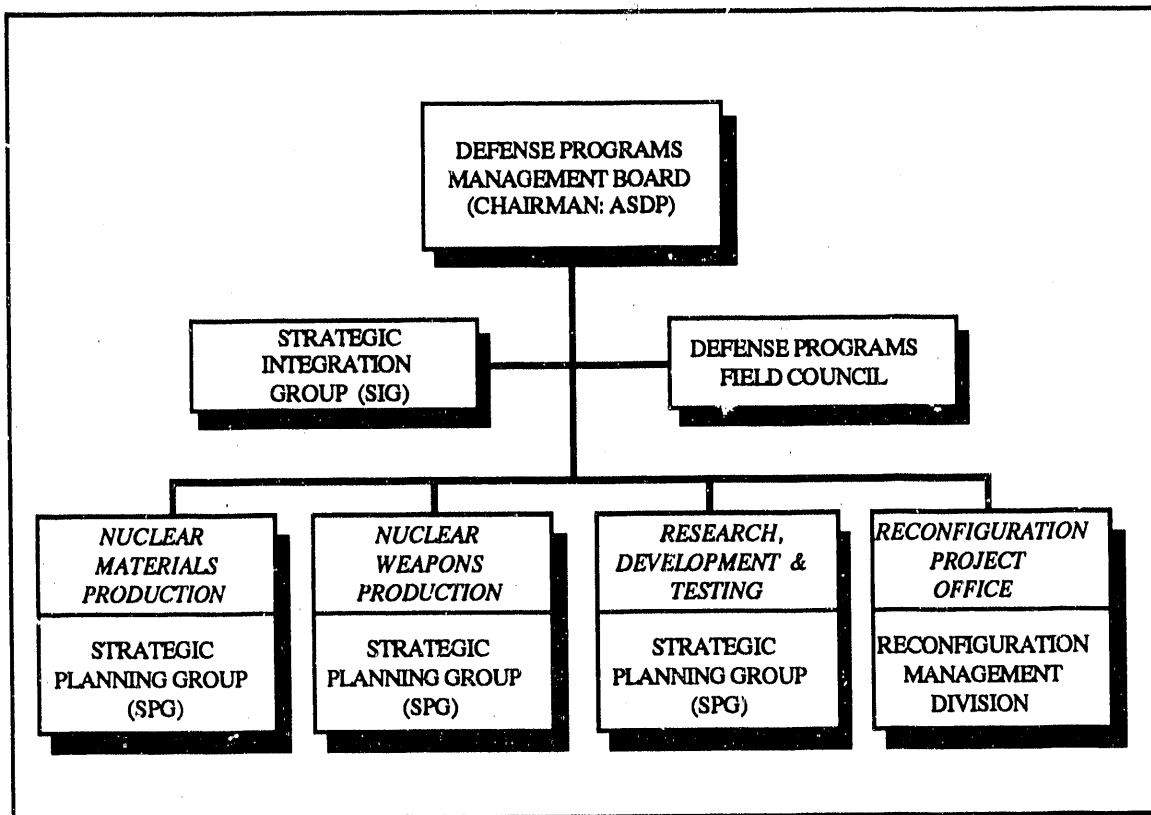 DEFENSE PROGRAMS
MANAGEMENT BOARD
(CHAIRMAN: ASDP)
STRATEGIC
INTEGRATION
GROUP (SIG)
DEFENSE PROGRAMS
FIELD COUNCIL
NUCLEAR
MATERIALS
PRODUCTION
STRATEGIC
PLANNING GROUP
(SPG)
NUCLEAR
WEAPONS
PRODUCTION
STRATEGIC
PLANNING GROUP
(SPG)
RESEARCH,
DEVELOPMENT &
TESTING
STRATEGIC
PLANNING GROUP
(SPG)
RECONFIGURATION
PROJECT
OFFICE
RECONFIGURATION
MANAGEMENT
DIVISION